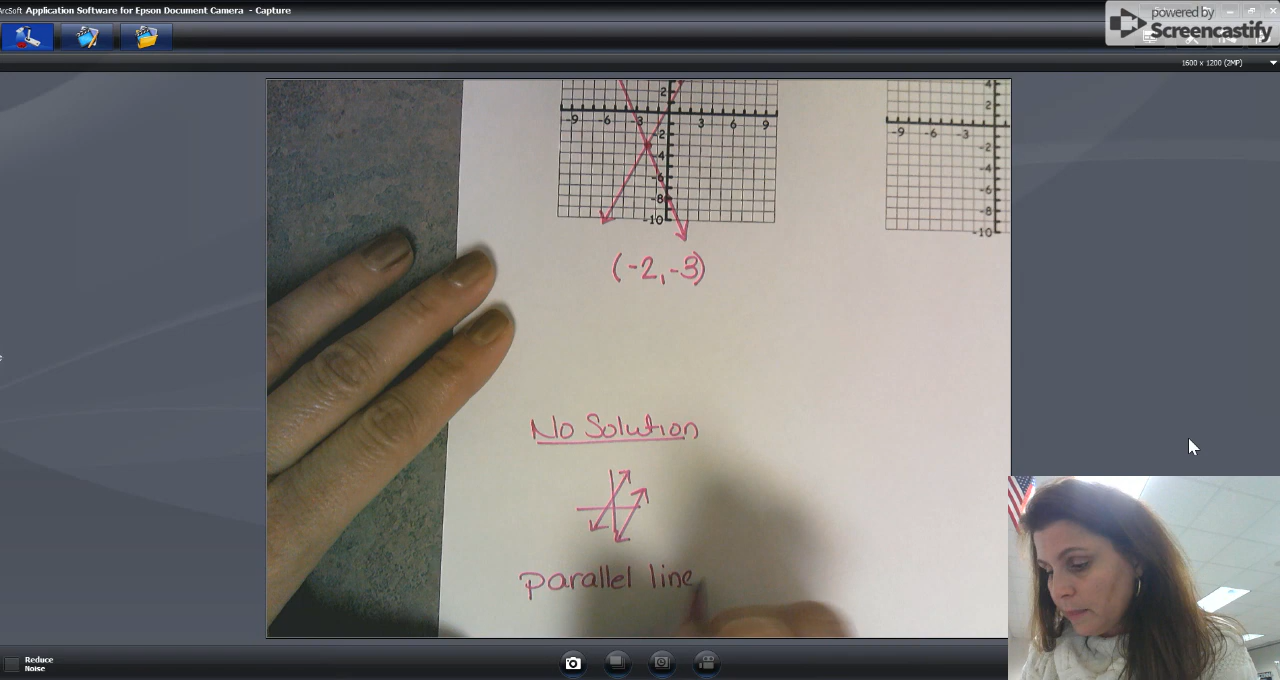 ArcSoft Application Software for Epson Document Camera - Capture
powered by
Screencastify
1600 x 1200 (2MP)
2
-9 -6 -3 3 6 9
-2
-4
-6
-8
-10
4
2
-9 -6 -3
-2
-4
-6
-8
-10
(-2,-3)
No Solution
parallel line
Reduce
Noise